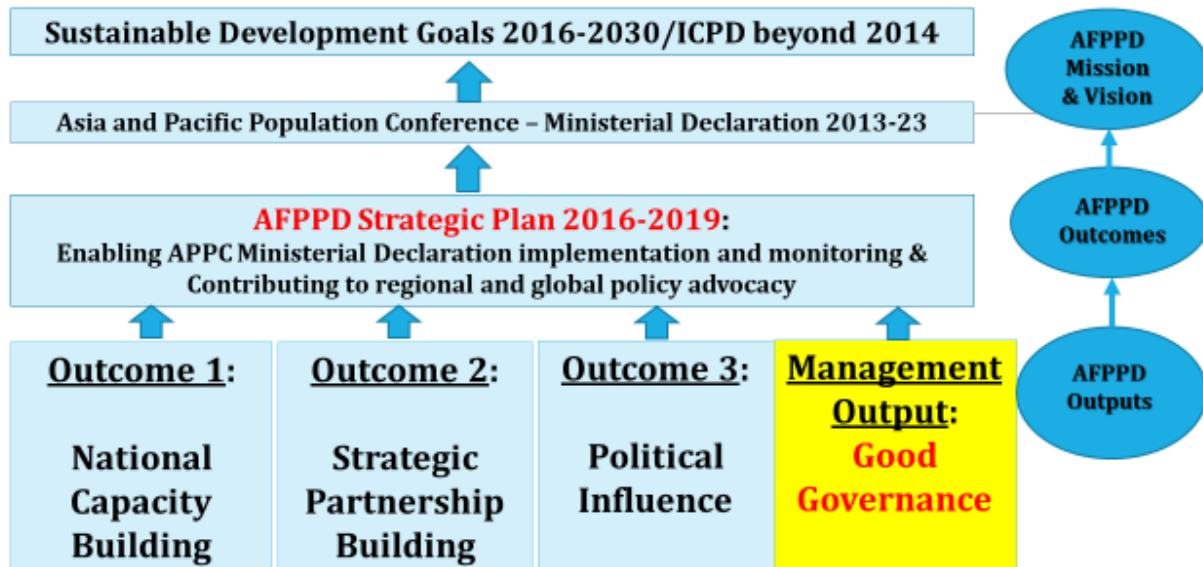 Sustainable Development Goals 2016-2030/ICPD beyond 2014
Asia and Pacific Population Conference – Ministerial Declaration 2013-23
AFPPD Strategic Plan 2016-2019:
Enabling APPC Ministerial Declaration implementation and monitoring &
Contributing to regional and global policy advocacy
Outcome 1:
National
Capacity
Building
Outcome 2:
Strategic
Partnership
Building
Outcome 3:
Political
Influence
Management
Output:
Good
Governance
AFPPD
Mission
& Vision
AFPPD
Outcomes
AFPPD
Outputs